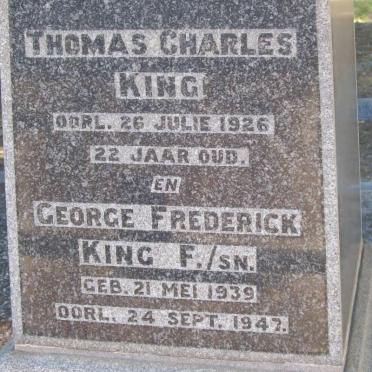 THOMAS CHARLES
KING
OORL. 26 JULIE 1926
22 JAAR OUD.
EN
GEORGE FREDERICK
KING F./SN.
GEB. 21 MEI 1939
OORL. 24 SEPT. 1947.